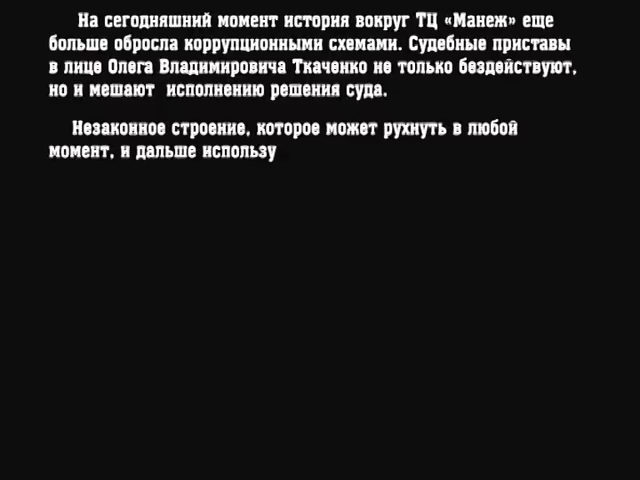 На сегодняшний момент история вокруг ТЦ «Манеж» еще
больше обросла коррупционными схемами. Судебные приставы
в лице Олега Владимировича Ткаченко не только бездействуют,
но и мешают исполнению решения суда.
Незаконное строение, которое может рухнуть в любой
момент, и дальше использу